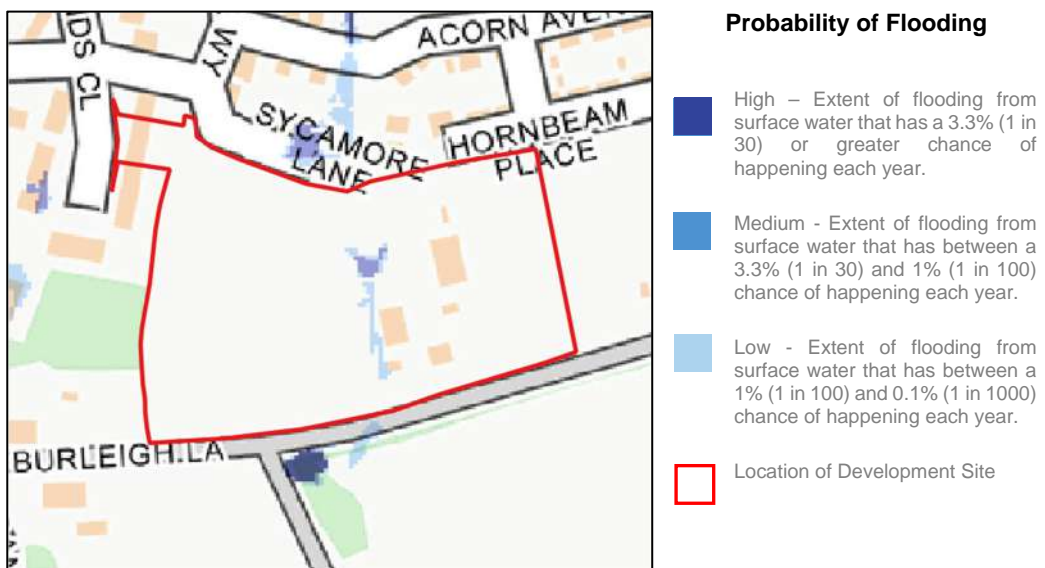 NDS CL
WY
ACORN AVEN
SYCAMORE
LANE
HORNBEAM
PLACE
BURLEIGH LA
Probability of Flooding
High – Extent of flooding from
surface water that has a 3.3% (1 in
30) or greater chance of
happening each year.
Medium - Extent of flooding from
surface water that has between a
3.3% (1 in 30) and 1% (1 in 100)
chance of happening each year.
Low - Extent of flooding from
surface water that has between a
1% (1 in 100) and 0.1% (1 in 1000)
chance of happening each year.
Location of Development Site